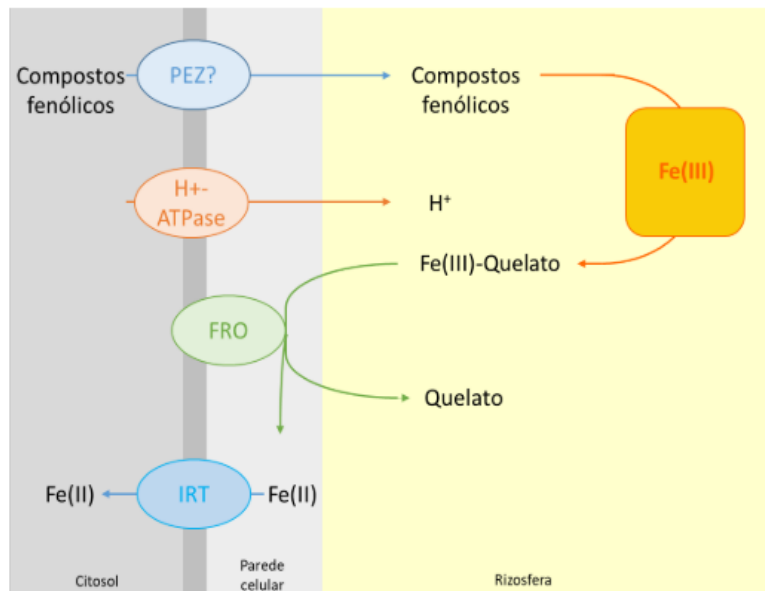 Compostos
fenólicos
PEZ?
Compostos
fenólicos
Fe(III)
H+-
ATPase
H⁺
Fe(III)-Quelato
FRO
Quelato
Fe(II)
IRT
Fe(II)
Citosol
Parede
celular
Rizosfera